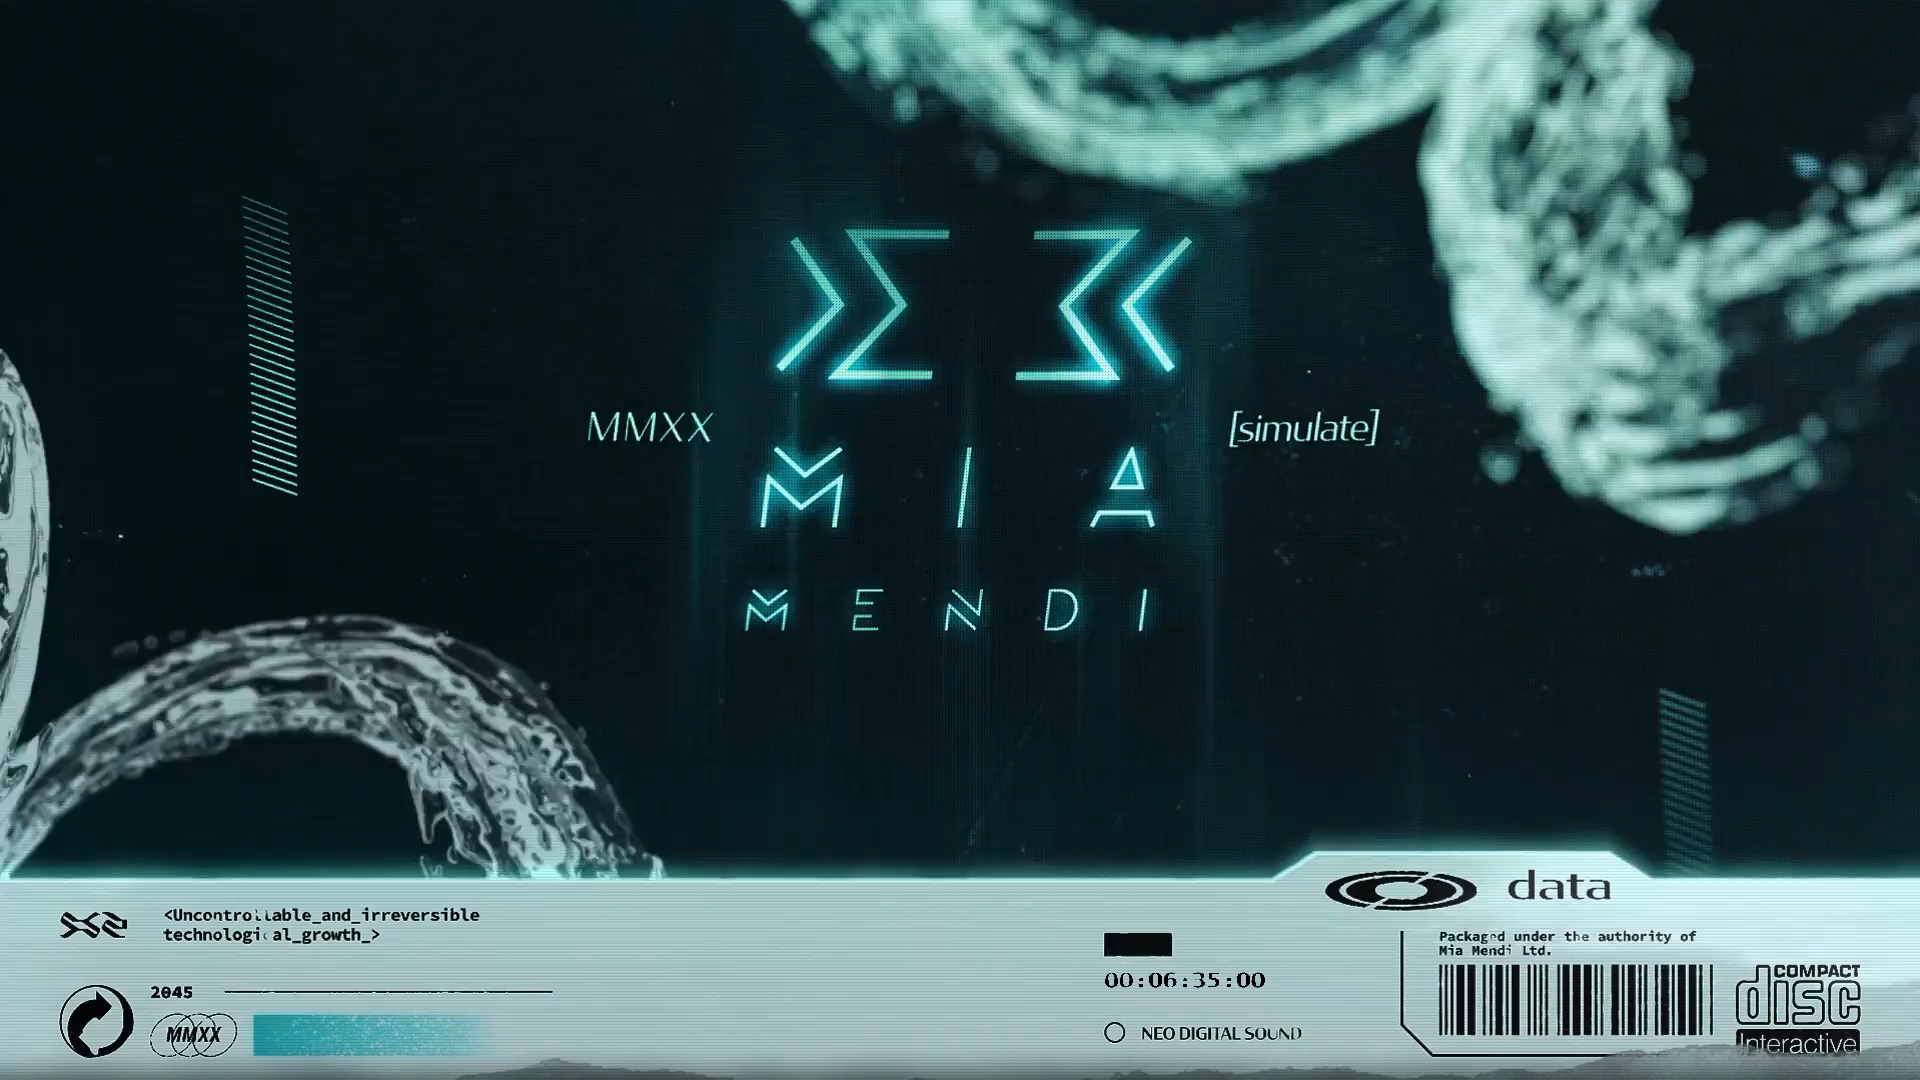 MMXX
[simulate]
MIA
MENDI
data
<Uncontrollable_and_irreversible
technological_growth_>
2045
MMXX
00:06:35:00
NEO DIGITAL SOUND
Packaged under the authority of
Mia Mendi Ltd.
COMPACT
disc
Interactive